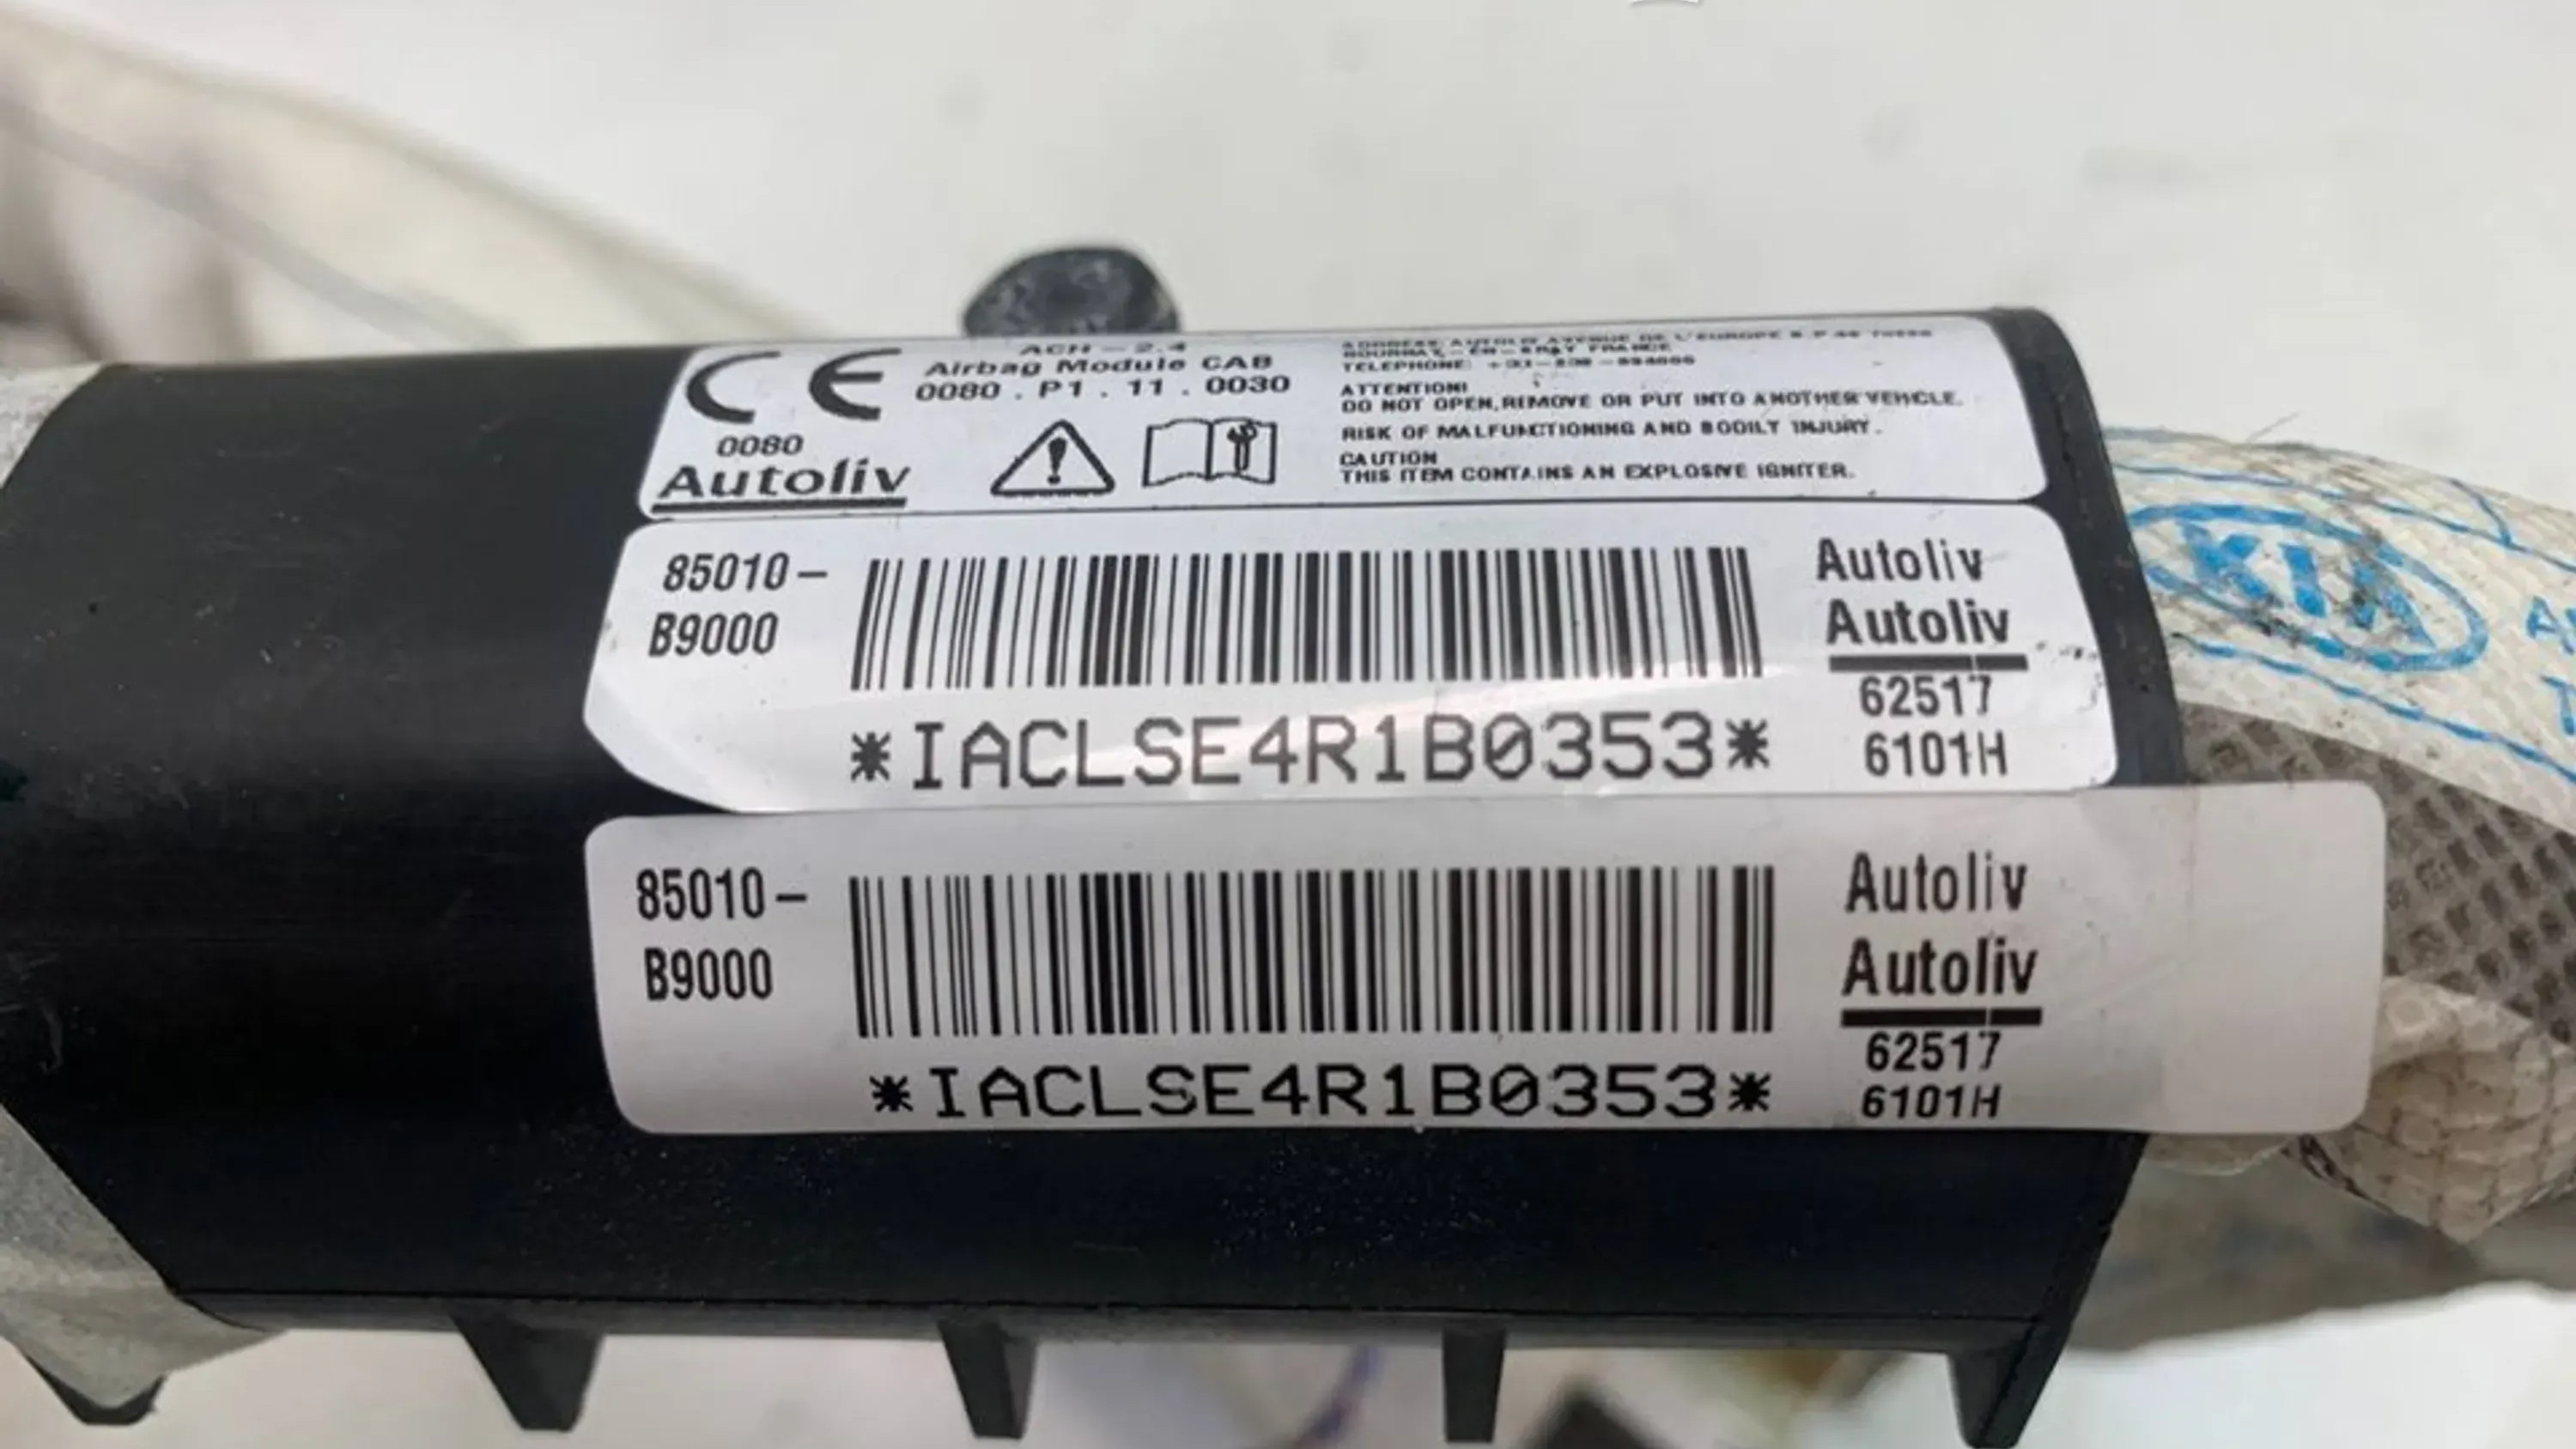 CE
0080
Autoliv
ACH-2.4
Airbag Module CAB
0080.P1.11.0030
TELEPHONE:
ATTENTION!
DO NOT OPEN,REMOVE OR PUT INTO ANOTHER VEHICLE.
RISK OF MALFUNCTIONING AND BODILY INJURY.
CAUTION
THIS ITEM CONTAINS AN EXPLOSIVE IGNITER.
85010-
B9000
*IACLSE4R1B0353*
Autoliv
Autoliv
62517
6101H
KIA
85010-
B9000
*IACLSE4R1B0353*
Autoliv
Autoliv
62517
6101H